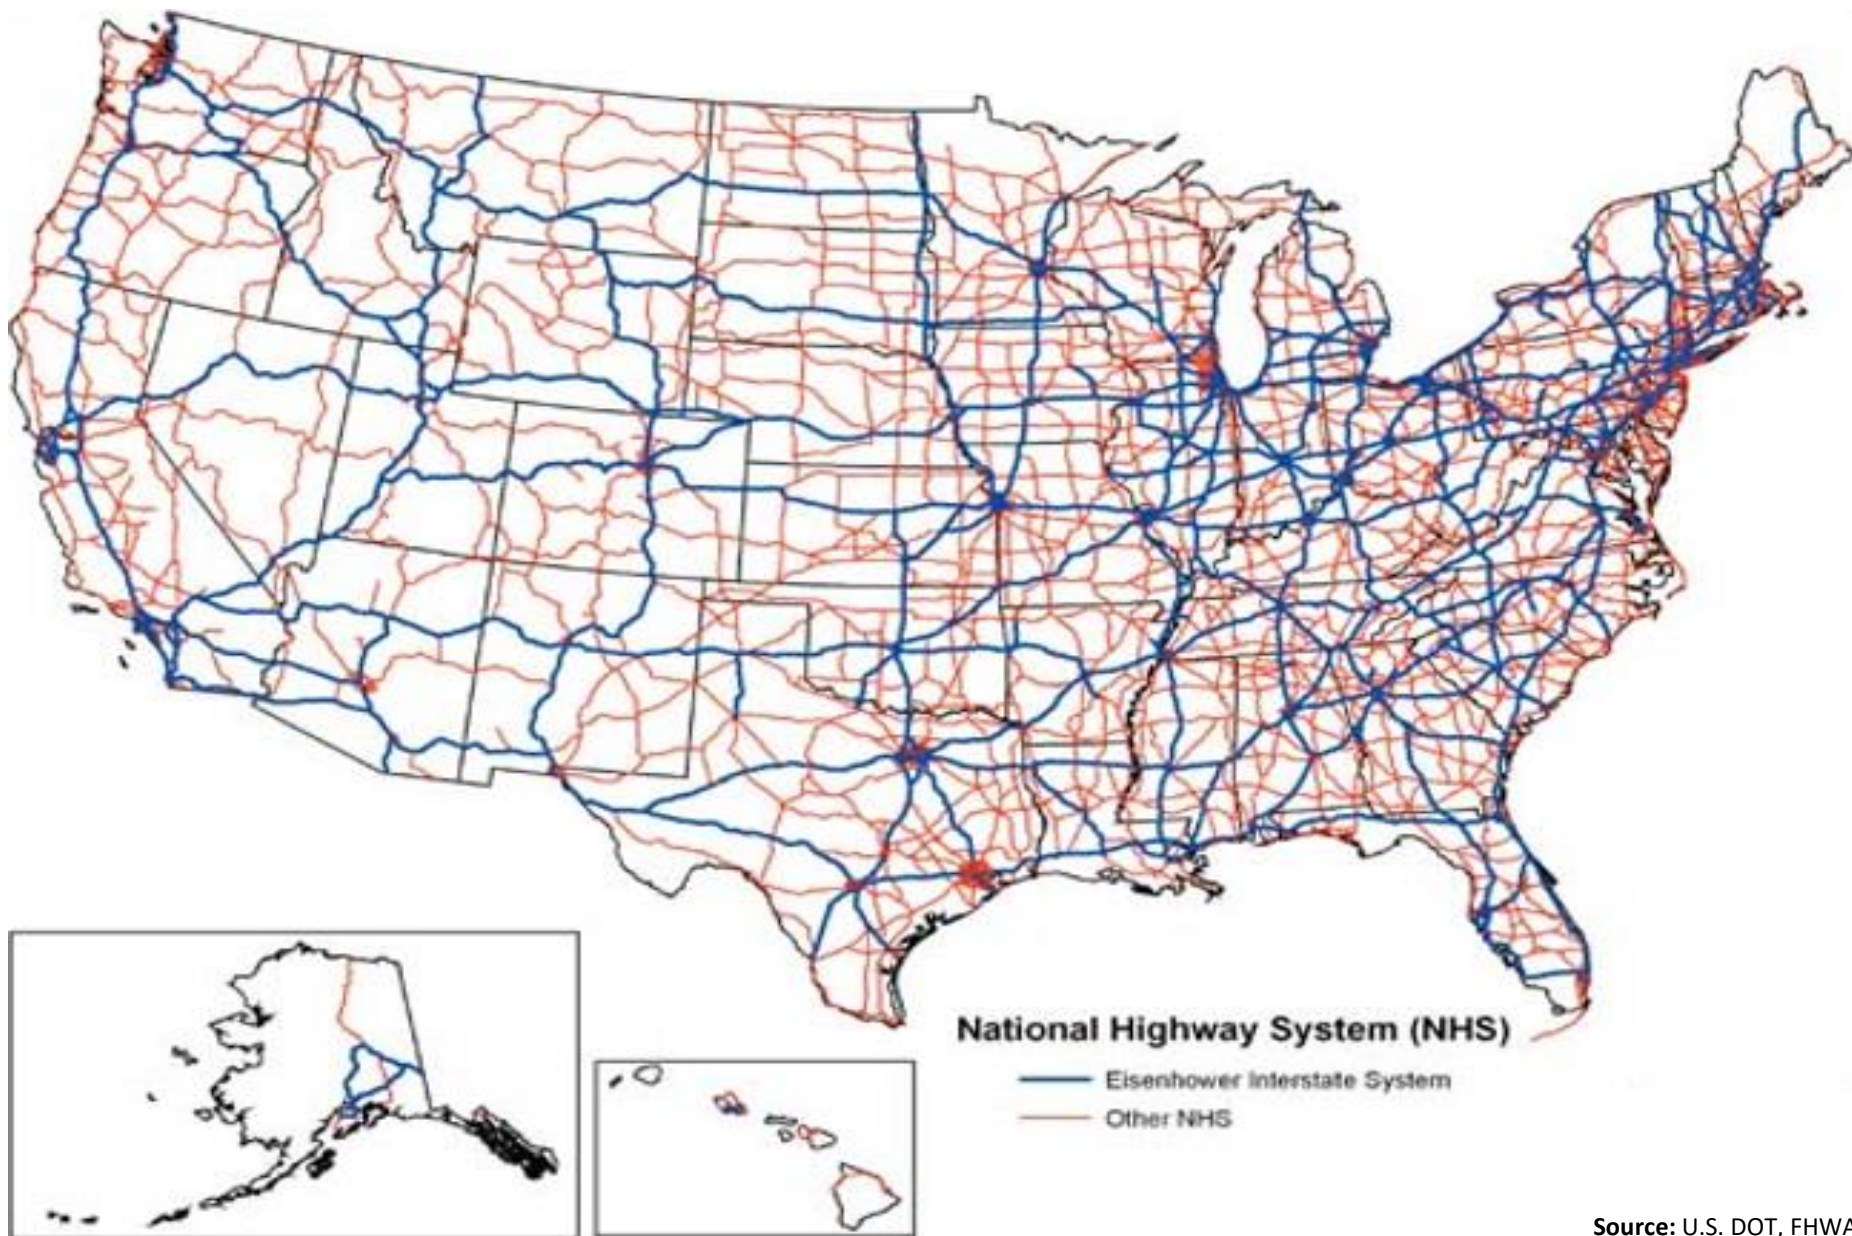 National Highway System (NHS)
Eisenhower Interstate System
Other NHS
Source: U.S. DOT, FHWA